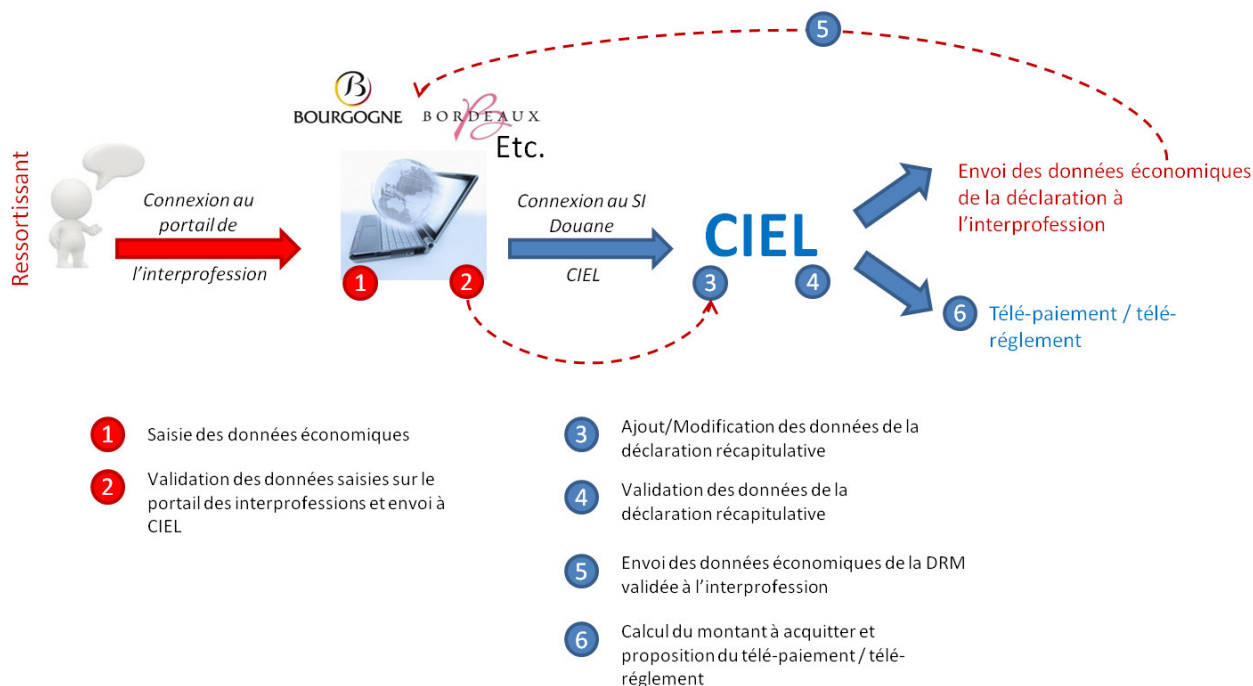 5
B
BOURGOGNE
BORDEAUX
B
Etc.
Ressortissant
Connexion au
portail de
l'interprofession
1
2
Connexion au SI
Douane
CIEL
CIEL
3
4
Envoi des données économiques
de la déclaration à
l'interprofession
6
Télé-paiement / télé-
réglement
1
Saisie des données économiques
2
Validation des données saisies sur le
portail des interprofessions et envoi à
CIEL
3
Ajout/Modification des données de la
déclaration récapitulative
4
Validation des données de la
déclaration récapitulative
5
Envoi des données économiques de la DRM
validée à l'interprofession
6
Calcul du montant à acquitter et
proposition du télé-paiement / télé-
réglement